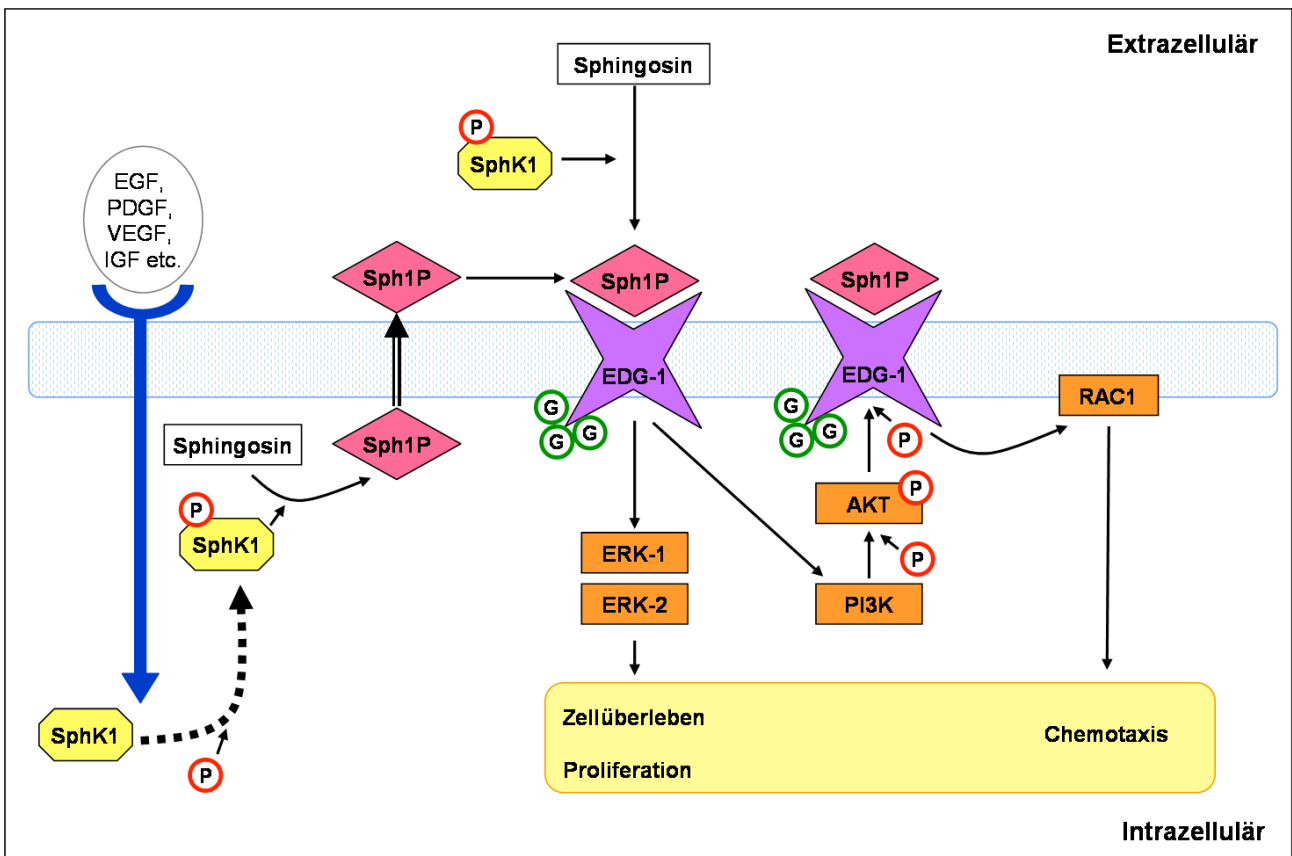 Extrazellulär
Sphingosin
P
SphK1
EGF,
PDGF,
VEGF,
IGF etc.
Sph1P
Sph1P
Sph1P
EDG-1
EDG-1
RAC1
G
G
G
G
G
G
P
Sphingosin
Sph1P
P
SphK1
AKT
P
ERK-1
P
ERK-2
PI3K
SphK1
P
Zellüberleben
Chemotaxis
Proliferation
Intrazellulär